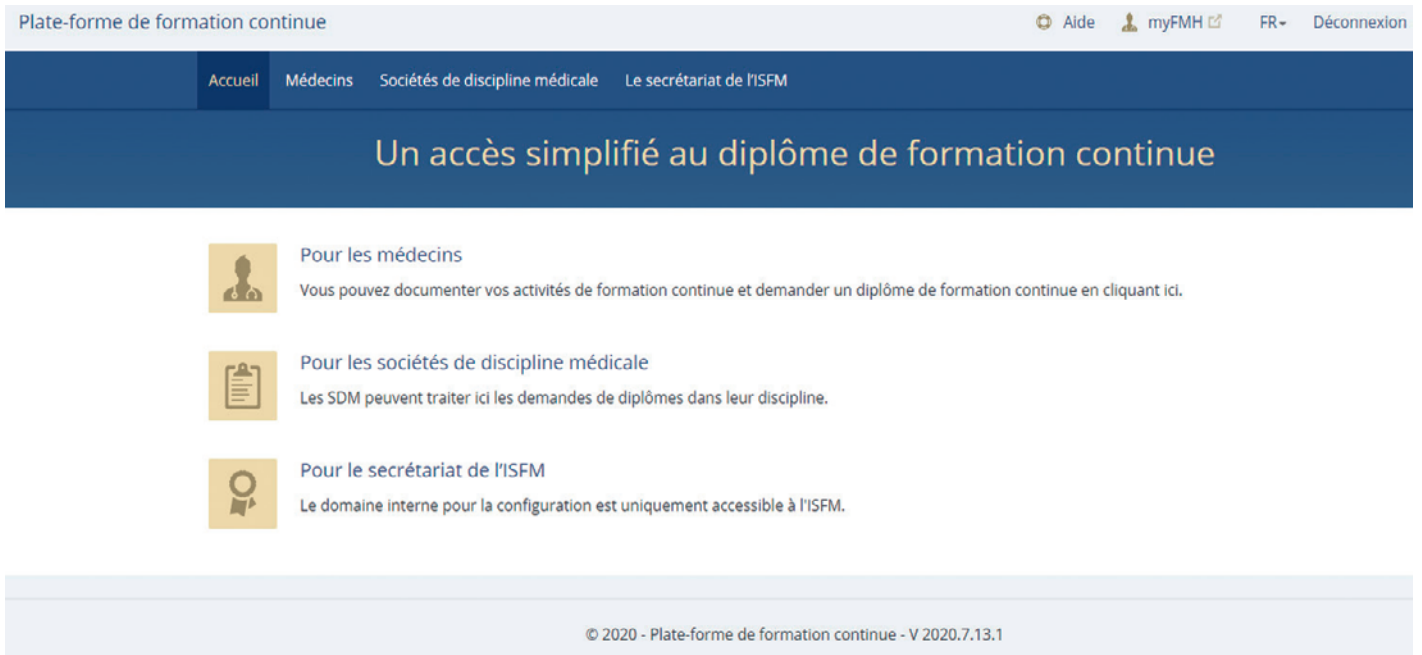 Plate-forme de formation continue
Aide myFMH FR Déconnexion
Accueil Médecins Sociétés de discipline médicale Le secrétariat de l'ISFM
Un accès simplifié au diplôme de formation continue
Pour les médecins
Vous pouvez documenter vos activités de formation continue et demander un diplôme de formation continue en cliquant ici.
Pour les sociétés de discipline médicale
Les SDM peuvent traiter ici les demandes de diplômes dans leur discipline.
Pour le secrétariat de l'ISFM
Le domaine interne pour la configuration est uniquement accessible à l'ISFM.
© 2020 - Plate-forme de formation continue - V 2020.7.13.1